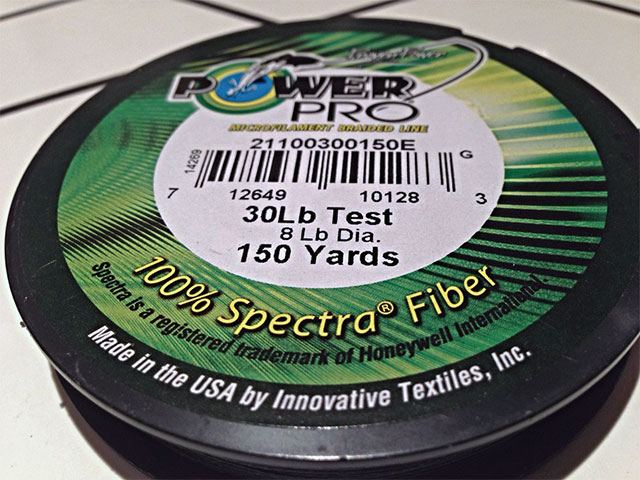 POWER
PRO
MICROFILAMENT BRAIDED LINE
21100300150E
14269
G
7 12649 10128 3
30Lb Test
8 Lb Dia.
150 Yards
100% Spectra® Fiber
Spectra is a registered trademark of Honeywell International.
Made in the USA by Innovative Textiles, Inc.